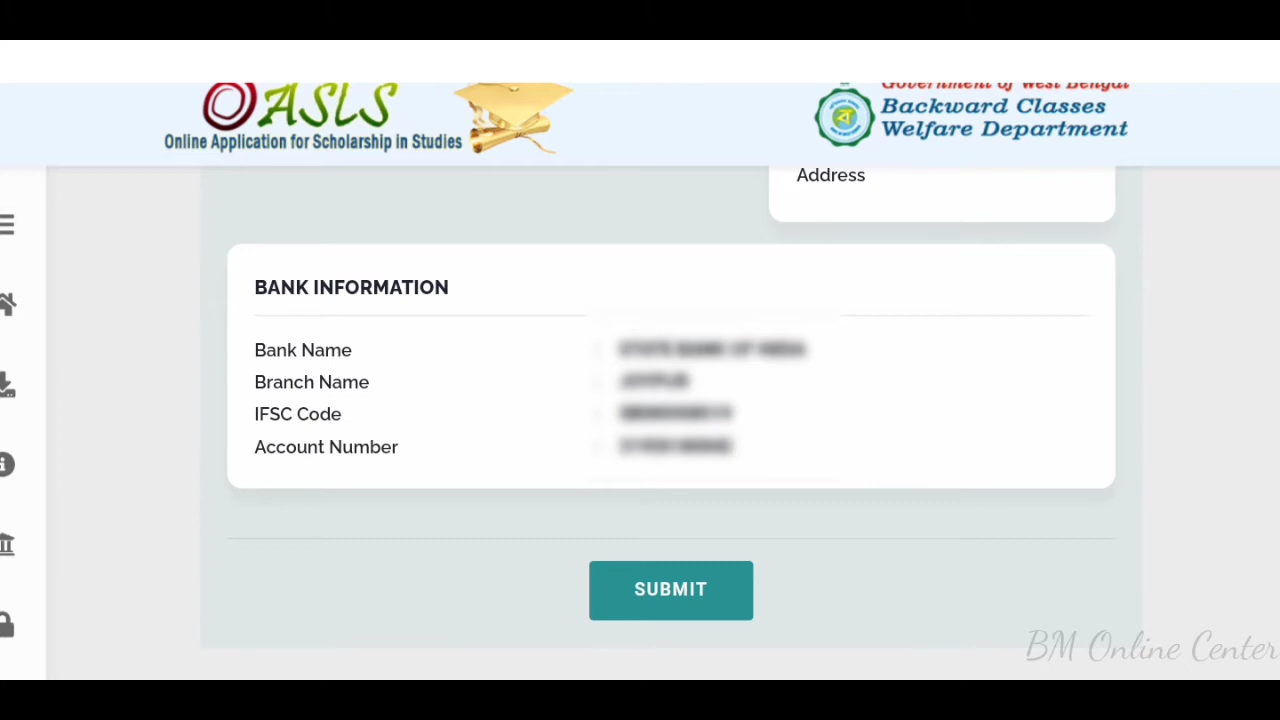 OASIS
Online Application for Scholarship in Studies
Government of West Bengal
Backward Classes
Welfare Department
Address
BANK INFORMATION
Bank Name
Branch Name
IFSC Code
Account Number
SUBMIT
BM Online Center